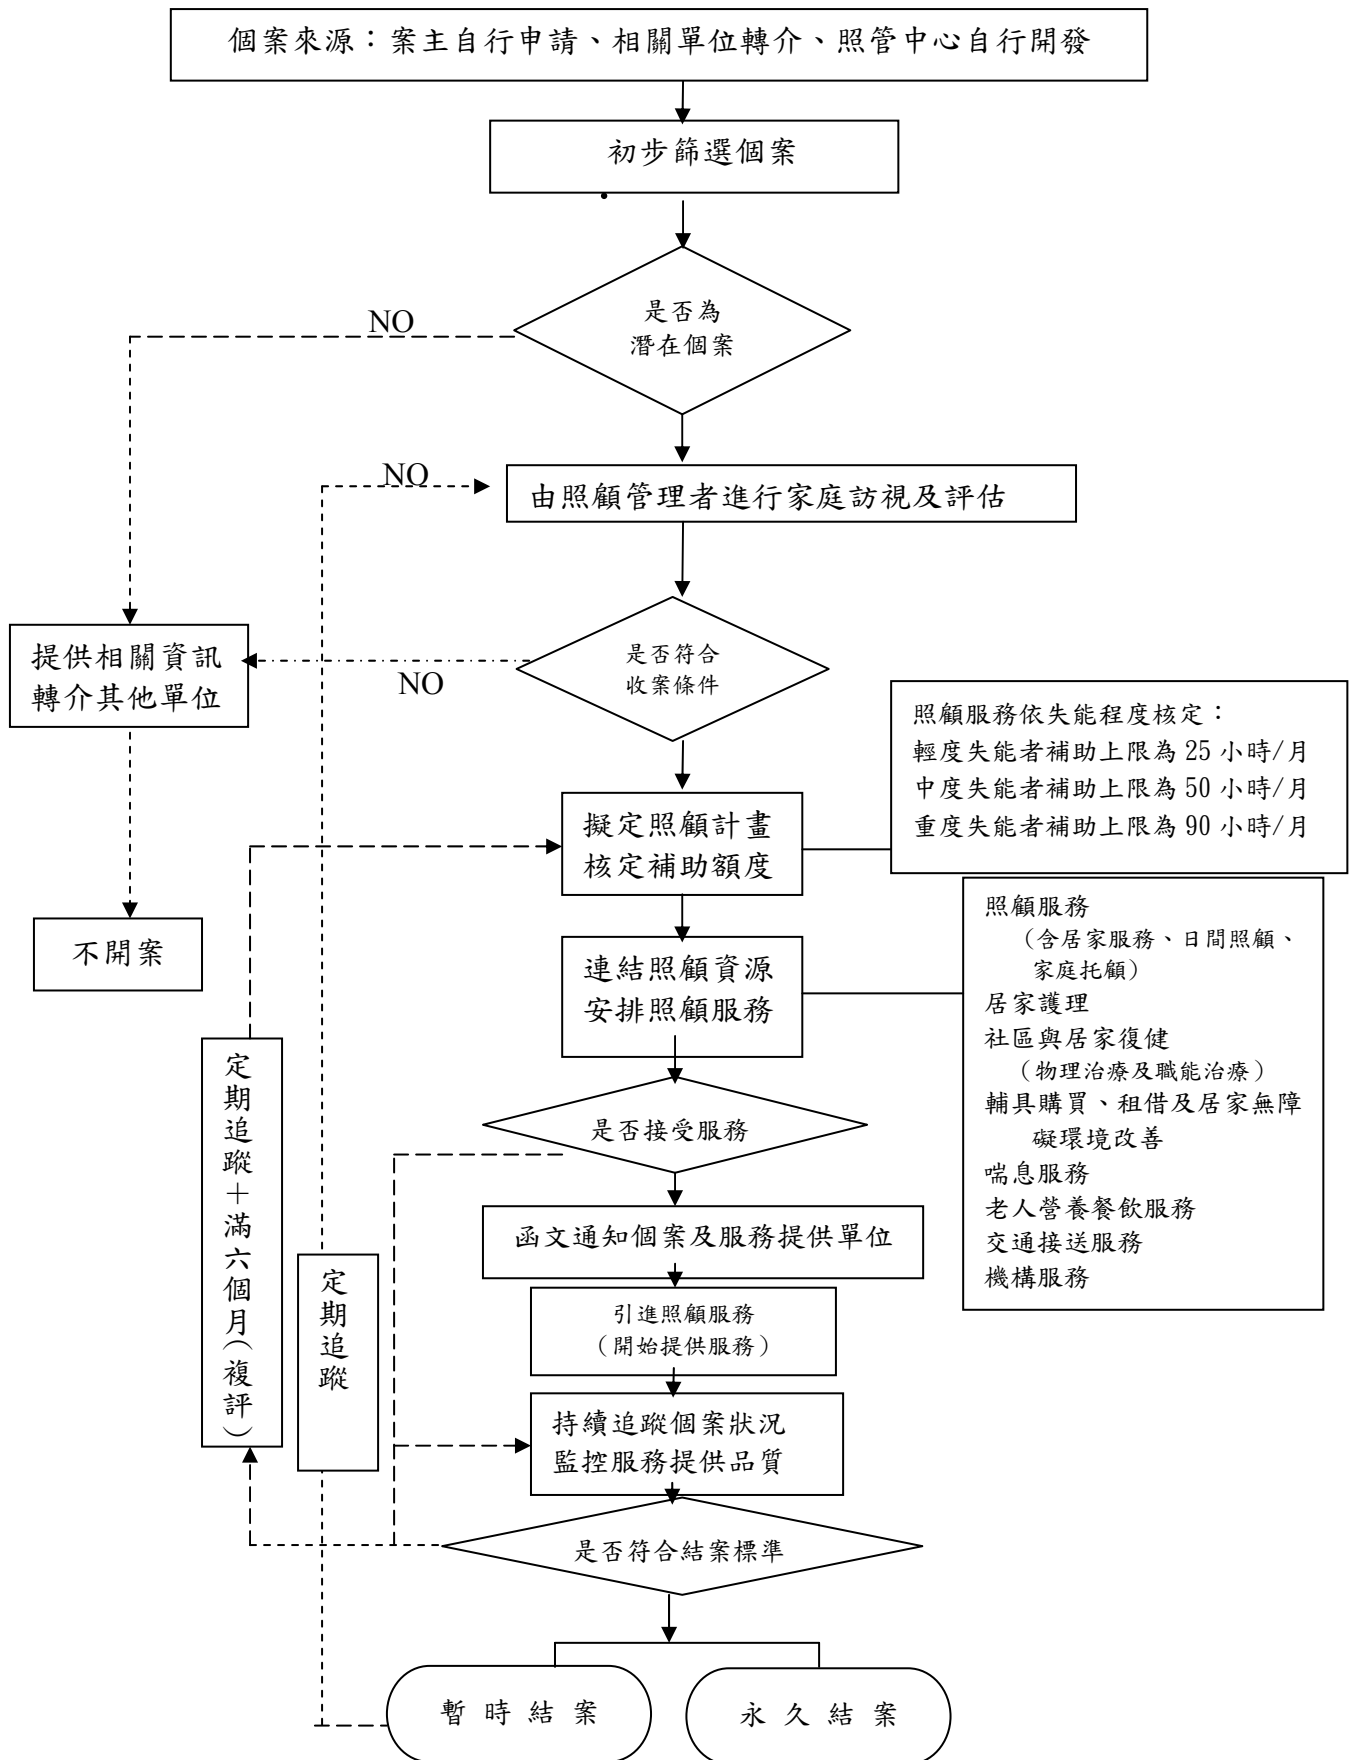 個案來源：案主自行申請、相關單位轉介、照管中心自行開發
初步篩選個案
是否為
潛在個案
NO
NO
由照顧管理者進行家庭訪視及評估
提供相關資訊
轉介其他單位
NO
是否符合
收案條件
照顧服務依失能程度核定：
輕度失能者補助上限為 25 小時/月
中度失能者補助上限為 50 小時/月
重度失能者補助上限為 90 小時/月
擬定照顧計畫
核定補助額度
不開案
連結照顧資源
安排照顧服務
照顧服務
（含居家服務、日間照顧、
家庭托顧）
居家護理
社區與居家復健
（物理治療及職能治療）
輔具購買、租借及居家無障
礙環境改善
喘息服務
老人營養餐飲服務
交通接送服務
機構服務
定期追蹤＋滿六個月（複評）
定期追蹤
是否接受服務
函文通知個案及服務提供單位
引進照顧服務
（開始提供服務）
持續追蹤個案狀況
監控服務提供品質
是否符合結案標準
暫時結案
永久結案